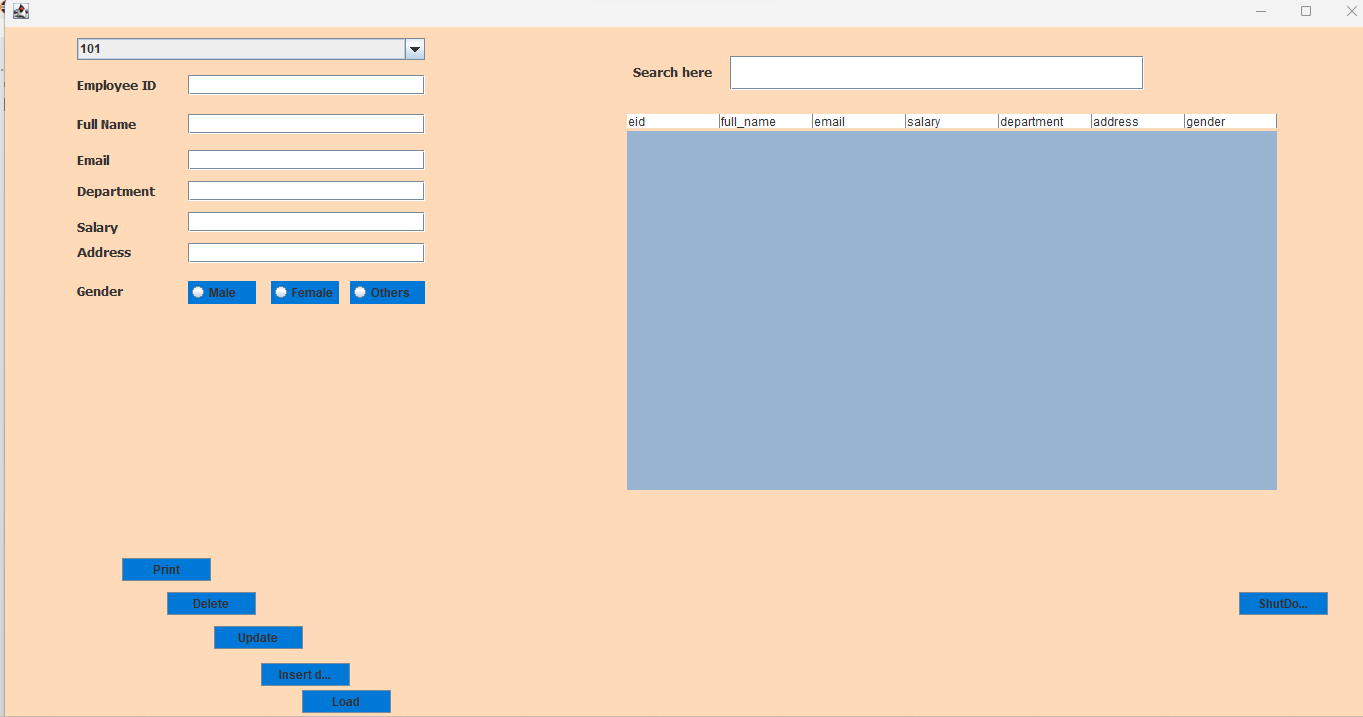 101
Employee ID
Full Name
Email
Department
Salary
Address
Gender Male Female Others
Search here
eid full_name email salary department address gender
Print
Delete
Update
Insert d...
Load
ShutDo...